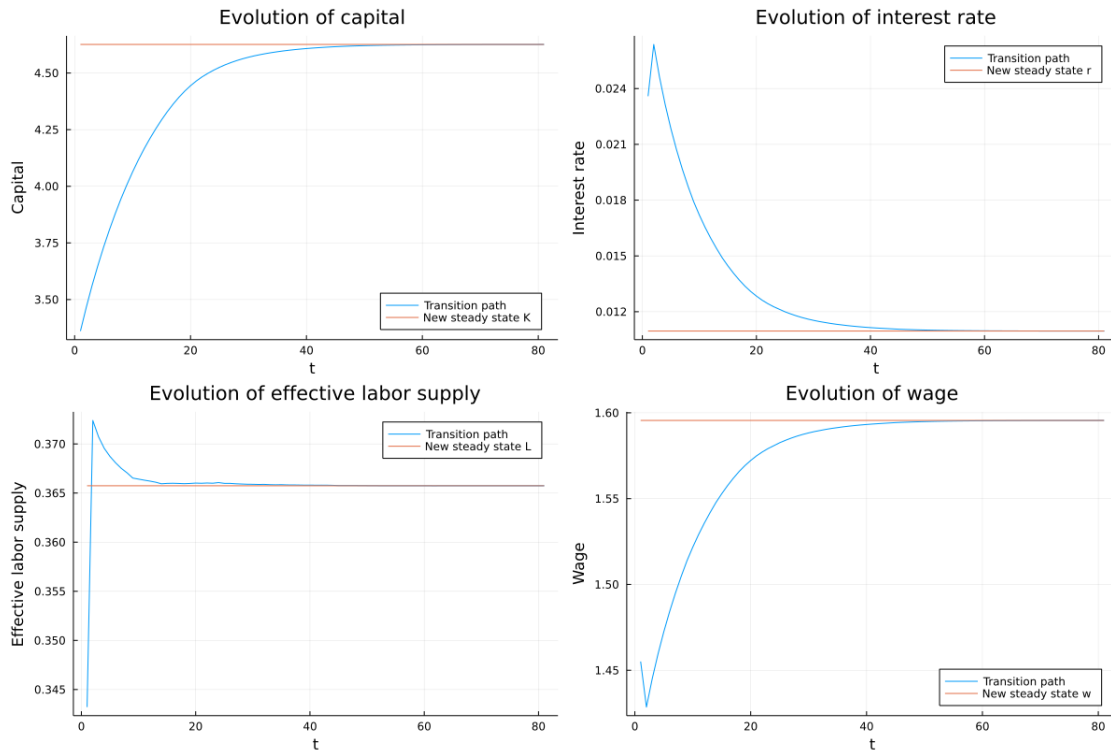 Evolution of capital
Capital
4.50
4.25
4.00
3.75
3.50
Transition path
New steady state K
0 20 40 60 80
t
Evolution of interest rate
Interest rate
0.024
0.021
0.018
0.015
0.012
Transition path
New steady state r
0 20 40 60 80
t
Evolution of effective labor supply
Effective labor supply
0.370
0.365
0.360
0.355
0.350
0.345
Transition path
New steady state L
0 20 40 60 80
t
Evolution of wage
Wage
1.60
1.55
1.50
1.45
Transition path
New steady state w
0 20 40 60 80
t